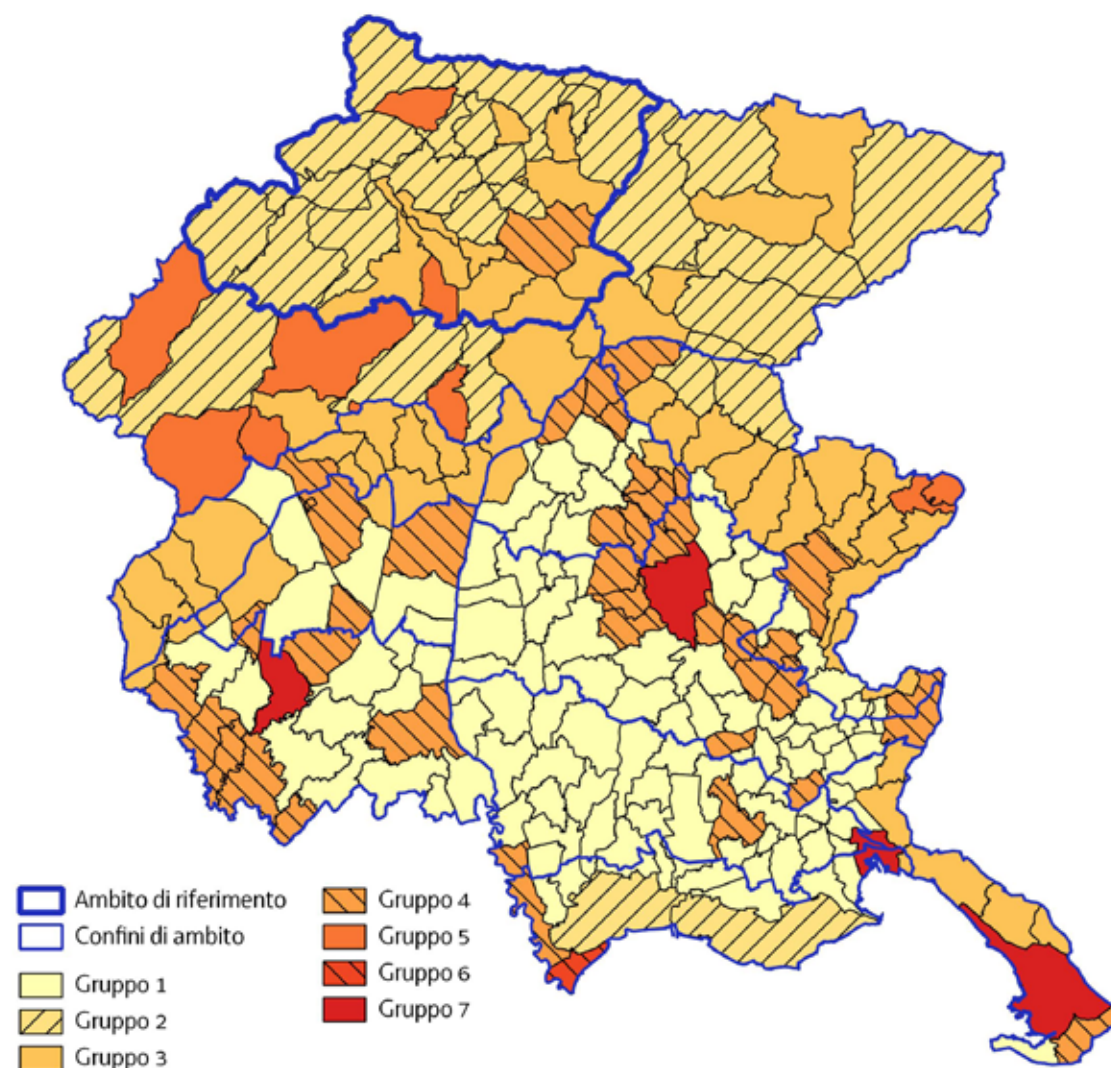 Ambito di riferimento
Confini di ambito
Gruppo 1
Gruppo 2
Gruppo 3
Gruppo 4
Gruppo 5
Gruppo 6
Gruppo 7